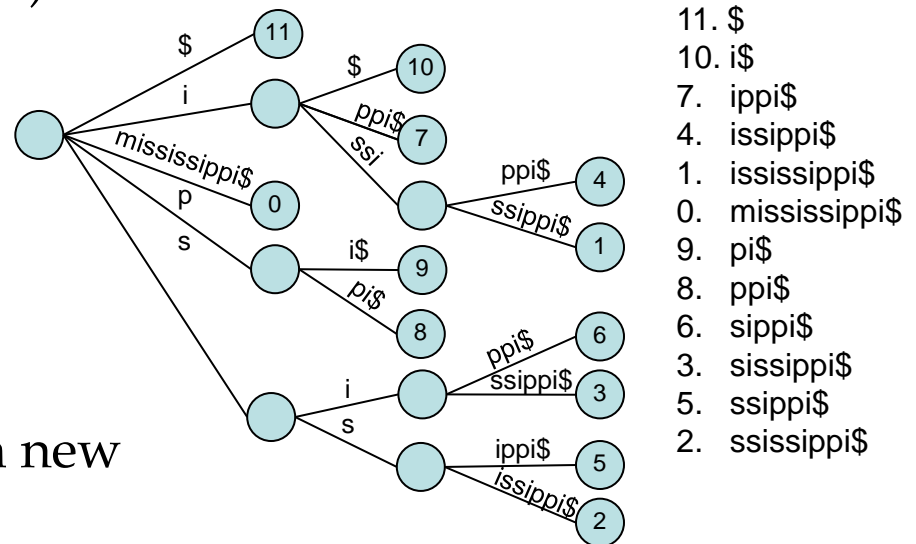 )
$
11
i
mississippi$
p
s
$
10
ppi$
7
ssi
0
ppi$
4
ssippi$
1
i$
9
pi$
8
i
s
ppi$
6
ssippi$
3
ippi$
5
issippi$
2
new
11. $
10. i$
7. ippi$
4. issippi$
1. ississippi$
0. mississippi$
9. pi$
8. ppi$
6. sippi$
3. sissippi$
5. ssippi$
2. ssissippi$